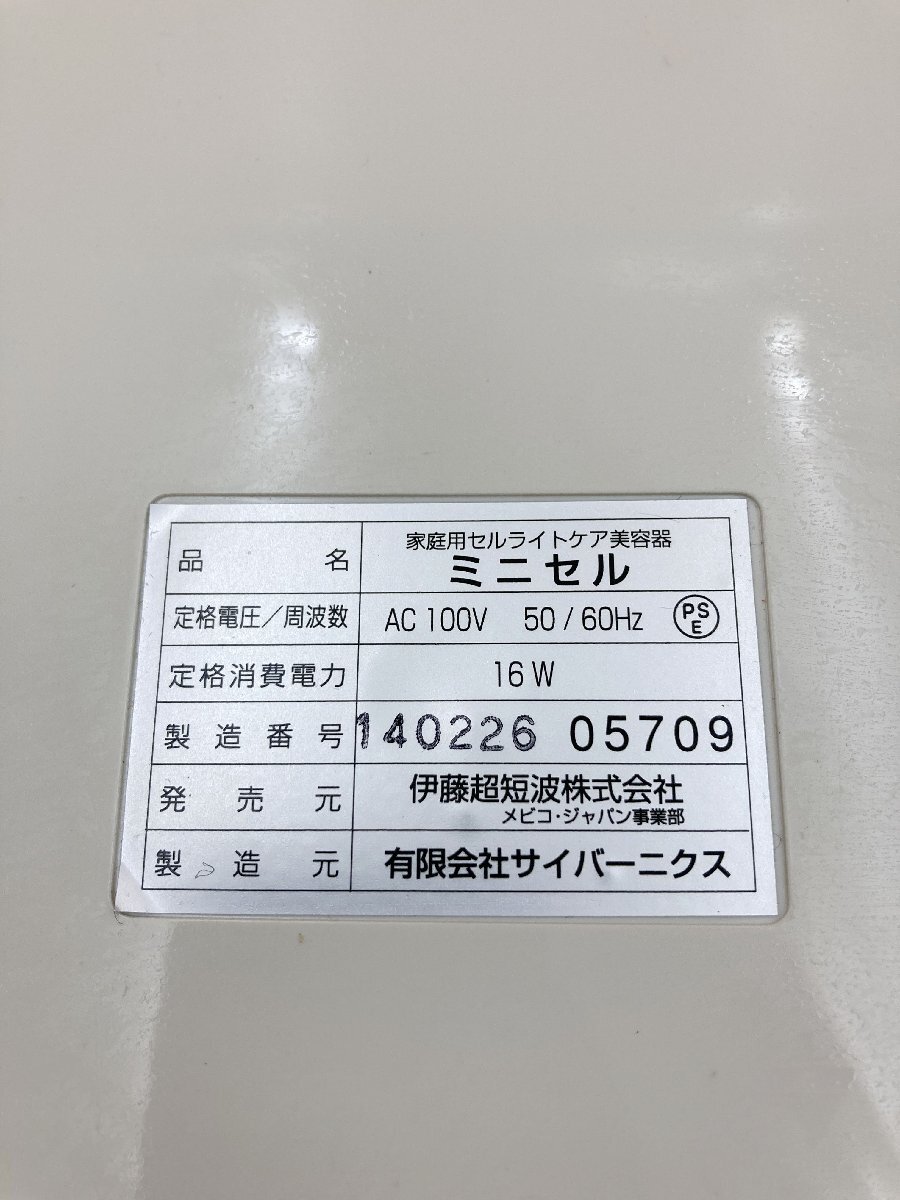 品名 家庭用セルライトケア美容器
ミニセル
定格電圧／周波数 AC 100V 50 / 60Hz PSE
定格消費電力 16W
製造番号 140226 05709
発売元 伊藤超短波株式会社
メビコ・ジャパン事業部
製造元 有限会社サイバーニクス